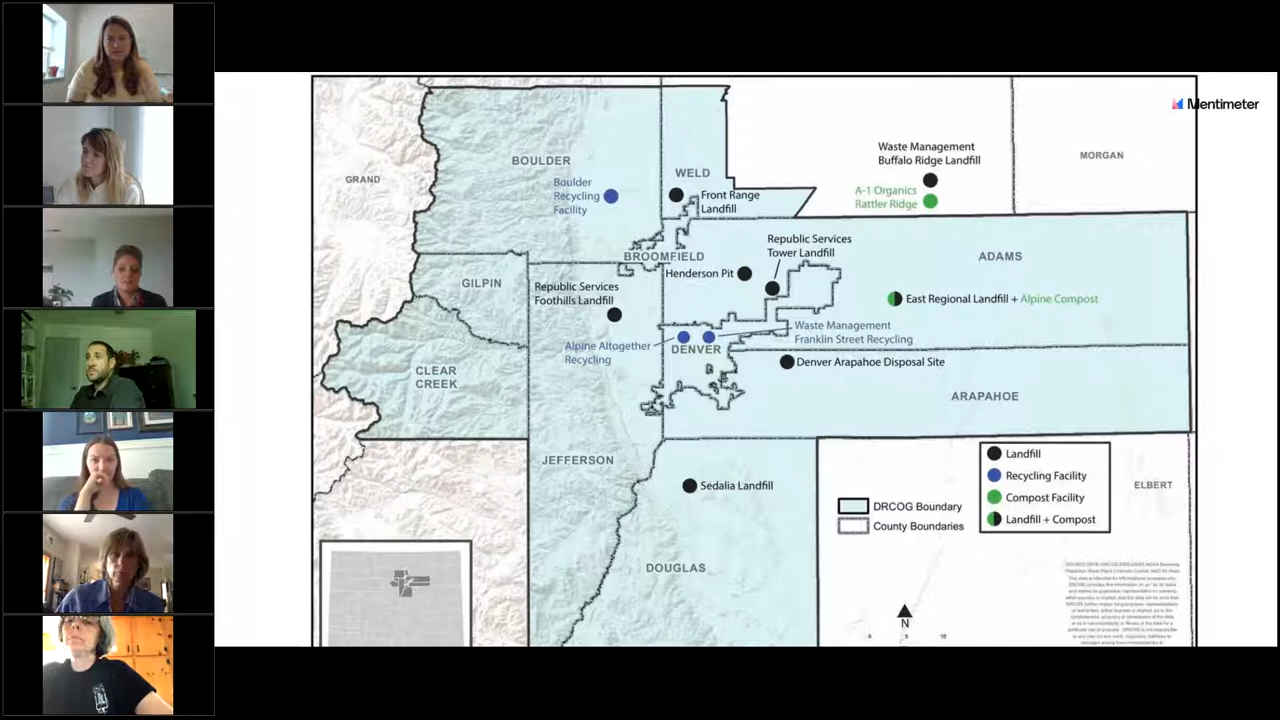 Mentimeter
Waste Management
Buffalo Ridge Landfill
MORGAN
BOULDER
GRAND
WELD
Boulder
Recycling
Facility
Front Range
Landfill
A-1 Organics
Rattler Ridge
Republic Services
Tower Landfill
BROOMFIELD
ADAMS
Henderson Pit
GILPIN
Republic Services
Foothills Landfill
East Regional Landfill + Alpine Compost
Waste Management
Franklin Street Recycling
Alpine Altogether
Recycling
DENVER
Denver Arapahoe Disposal Site
CLEAR
CREEK
ARAPAHOE
JEFFERSON
Landfill
Recycling Facility
Compost Facility
Landfill + Compost
ELBERT
Sedalia Landfill
DRCOG Boundary
County Boundaries
DOUGLAS
N
0 5 10